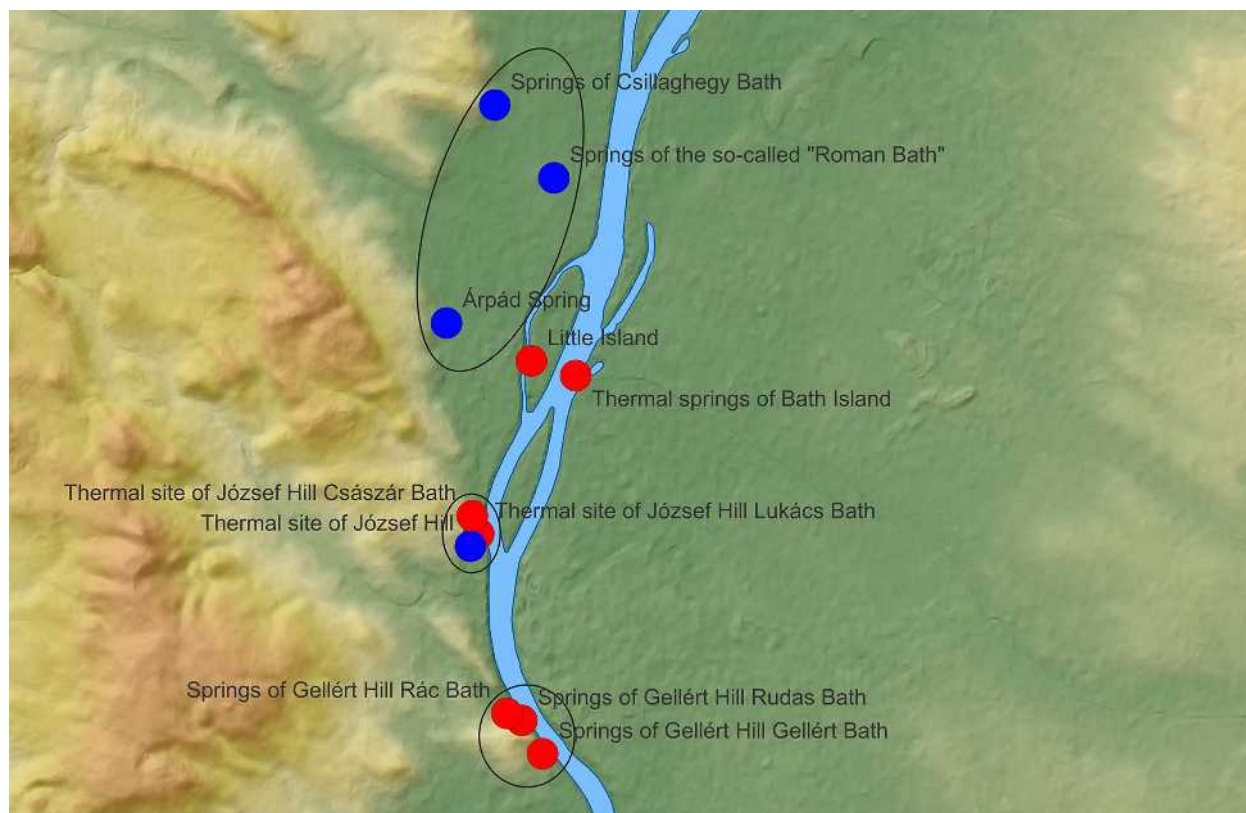 Springs of Csillaghegy Bath
Springs of the so-called "Roman Bath"
Árpád Spring
Little Island
Thermal springs of Bath Island
Thermal site of József Hill Császár Bath
Thermal site of József Hill Lukács Bath
Thermal site of József Hill
Springs of Gellért Hill Rác Bath
Springs of Gellért Hill Rudas Bath
Springs of Gellért Hill Gellért Bath